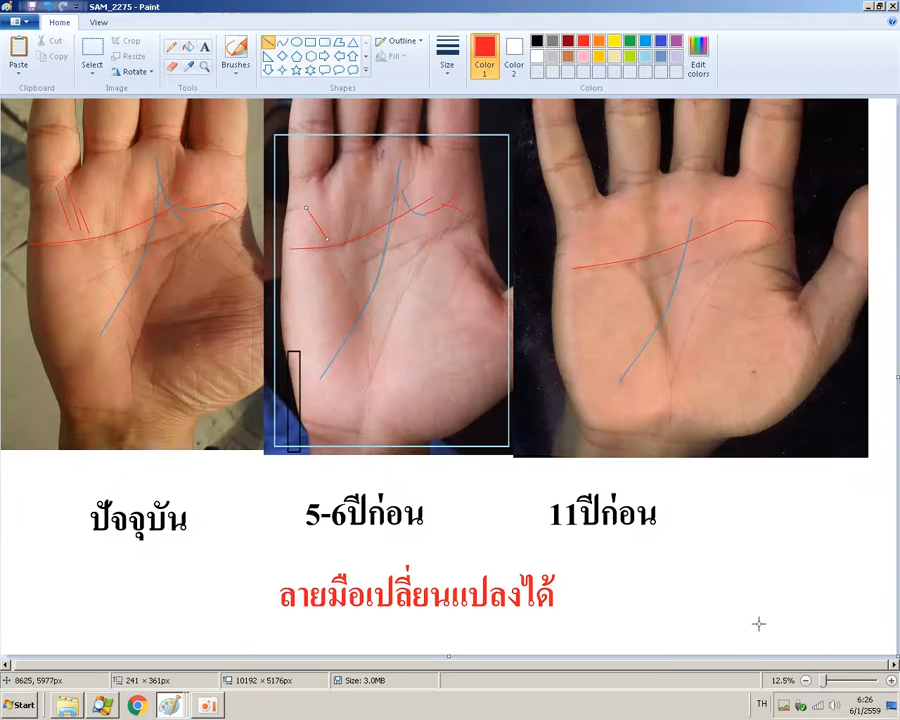 SAM_2275 - Paint
Home View
Paste Cut Copy Clipboard
Select Crop Resize Rotate Image
A Tools
Brushes
Outline Fill Shapes
Size
Color 1 Color 2 Edit colors Colors
ปัจจุบัน 5-6ปีก่อน 11ปีก่อน
ลายมือเปลี่ยนแปลงได้
8625, 5977px 241 × 361px 10192 × 5176px Size: 3.0MB 12.5%
Start TH 6:26
6/1/2559